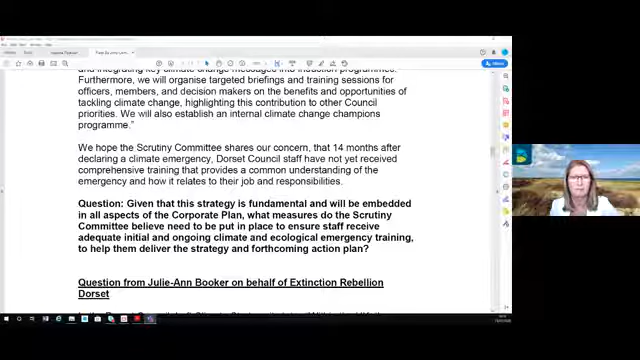 and integrating key climate change messages into induction programmes.
Furthermore, we will organise targeted briefings and training sessions for
officers, members, and decision makers on the benefits and opportunities of
tackling climate change, highlighting this contribution to other Council
priorities. We will also establish an internal climate change champions
programme."
We hope the Scrutiny Committee shares our concern, that 14 months after
declaring a climate emergency, Dorset Council staff have not yet received
comprehensive training that provides a common understanding of the
emergency and how it relates to their job and responsibilities.
Question: Given that this strategy is fundamental and will be embedded
in all aspects of the Corporate Plan, what measures do the Scrutiny
Committee believe need to be put in place to ensure staff receive
adequate initial and ongoing climate and ecological emergency training,
to help them deliver the strategy and forthcoming action plan?
Question from Julie-Ann Booker on behalf of Extinction Rebellion
Dorset